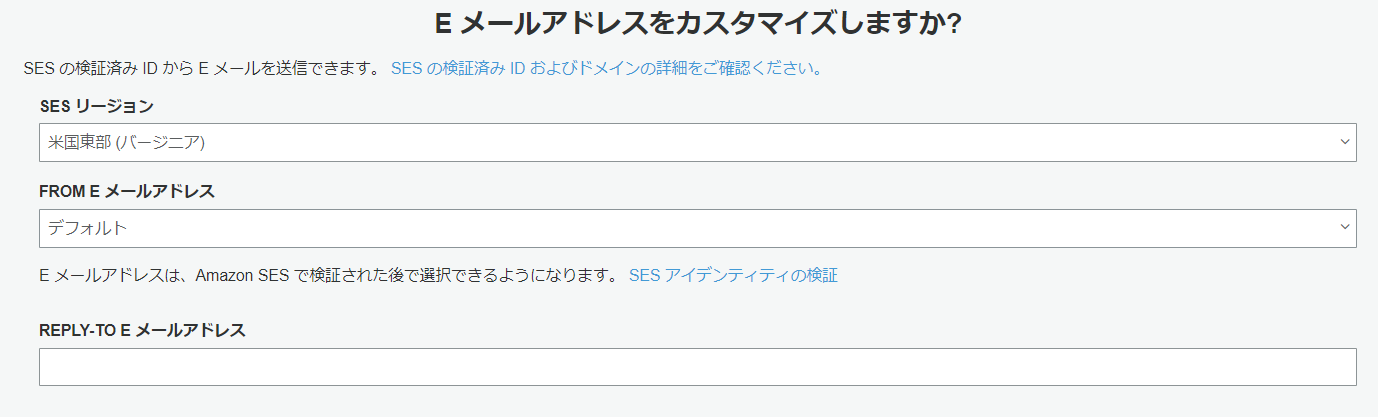 E メールアドレスをカスタマイズしますか?
SES の検証済み ID から E メールを送信できます。 SES の検証済み ID およびドメインの詳細をご確認ください。
SES リージョン
米国東部 (バージニア)
FROM E メールアドレス
デフォルト
E メールアドレスは、Amazon SES で検証された後で選択できるようになります。 SES アイデンティティの検証
REPLY-TO E メールアドレス